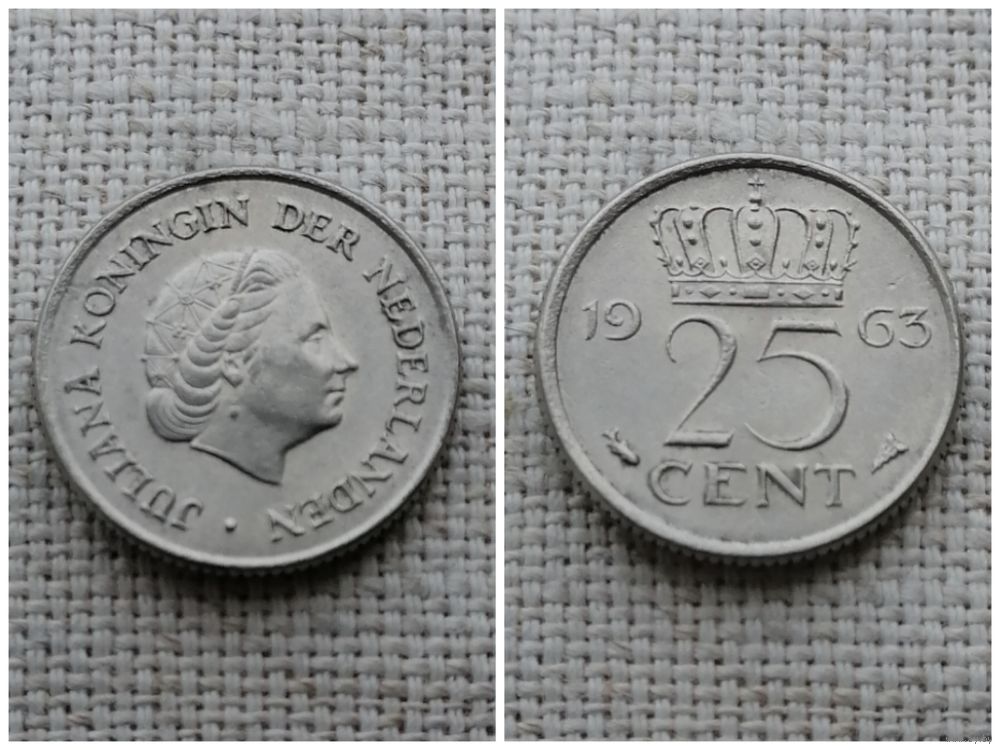 JULIANA KONINGIN DER NEDERLANDEN ·
19 63
25
CENT